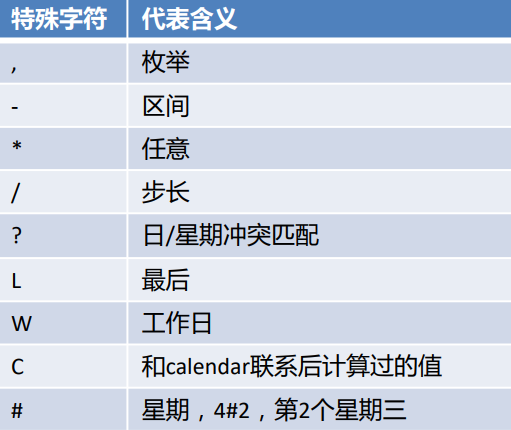 特殊字符 代表含义
, 枚举
- 区间
* 任意
/ 步长
? 日/星期冲突匹配
L 最后
W 工作日
C 和calendar联系后计算过的值
# 星期，4#2，第2个星期三